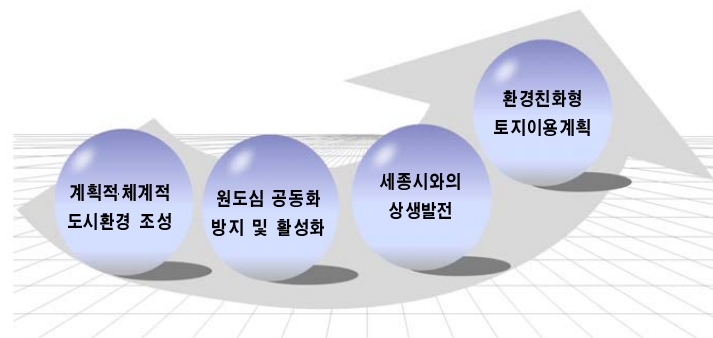 계획적체계적
도시환경 조성
원도심 공동화
방지 및 활성화
세종시와의
상생발전
환경친화형
토지이용계획